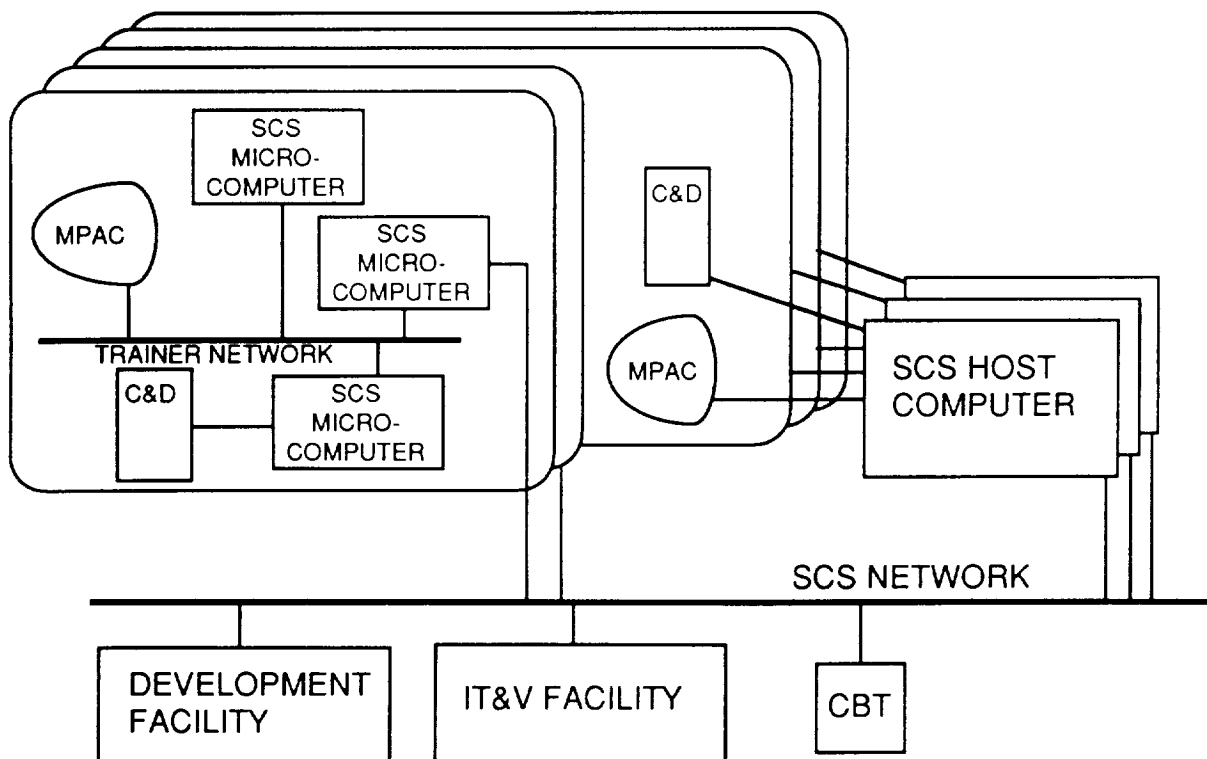 SCS
MICRO-
COMPUTER
MPAC
SCS
MICRO-
COMPUTER
TRAINER NETWORK
C&D
SCS
MICRO-
COMPUTER
C&D
MPAC
SCS HOST
COMPUTER
SCS NETWORK
DEVELOPMENT
FACILITY
IT&V FACILITY
CBT